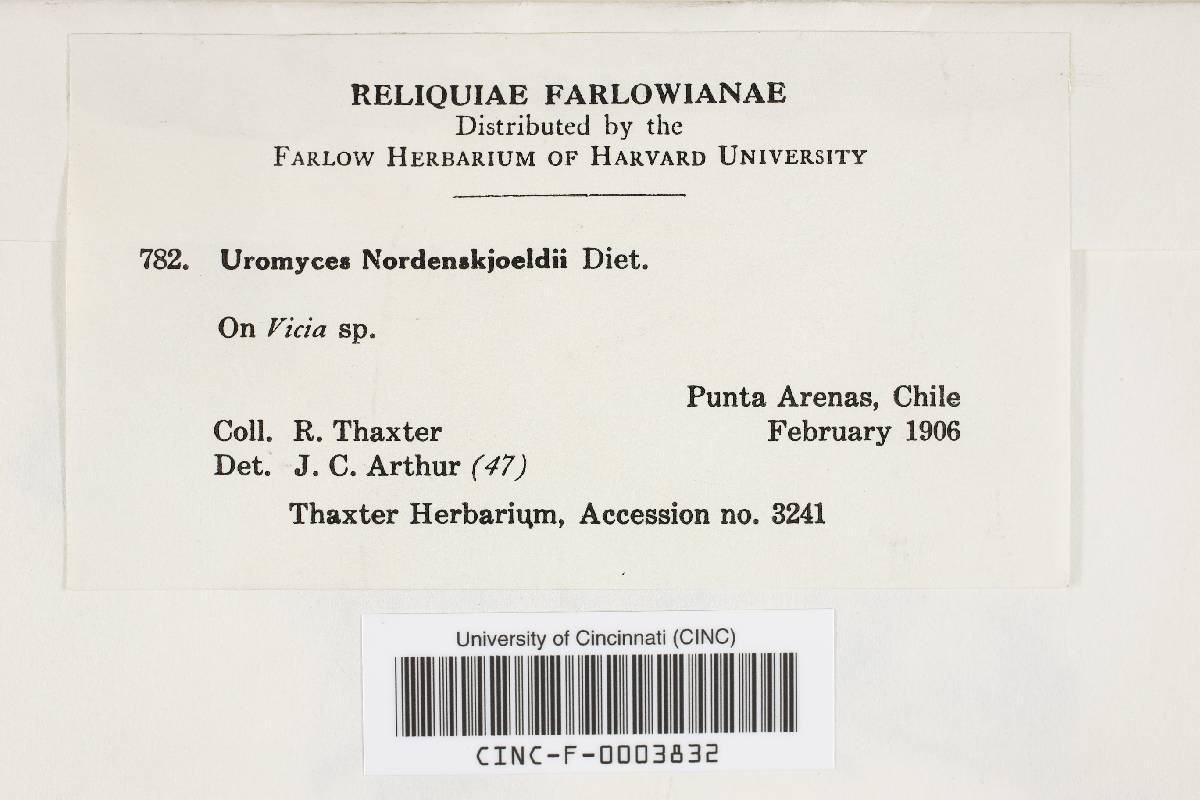 RELIQUIAE FARLOWIANAE
Distributed by the
FARLOW HERBARIUM OF HARVARD UNIVERSITY
782. Uromyces Nordenskjoeldii Diet.
On Vicia sp.
Punta Arenas, Chile
Coll. R. Thaxter February 1906
Det. J. C. Arthur (47)
Thaxter Herbarium, Accession no. 3241
University of Cincinnati (CINC)
CINC-F-0003832